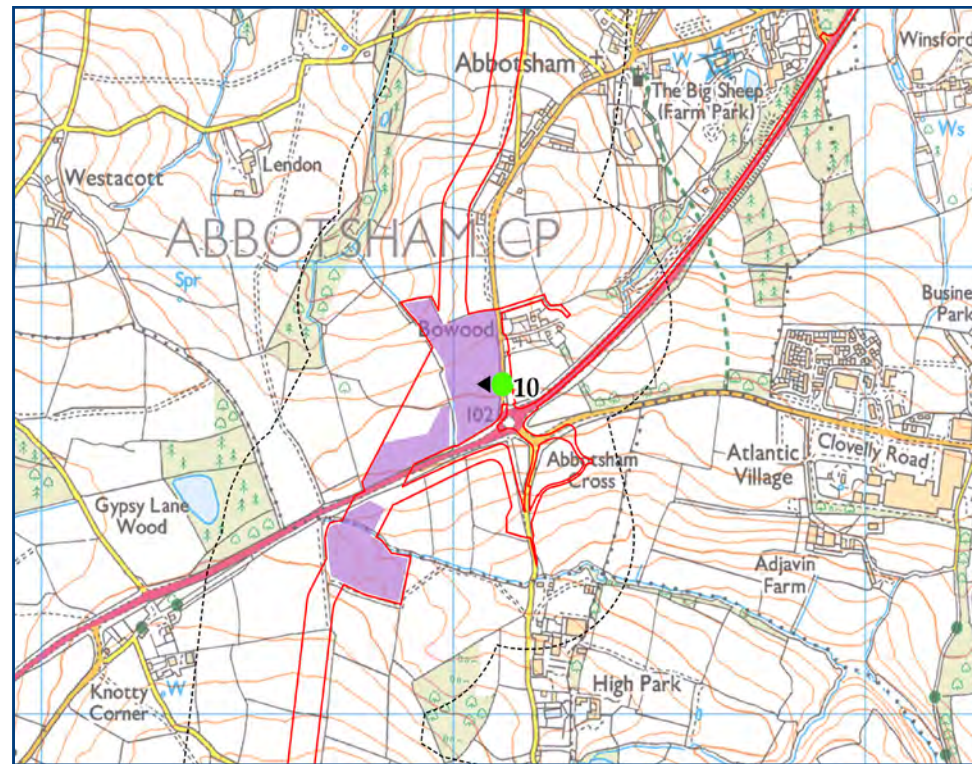 Abbotsham
W
The Big Sheep
(Farm Park)
Winsford
Ws
Westacott
Lendon
ABBOTSHAM CP
Spr
Bowood
10
102
Abbotsham
Cross
Busine
Park
Atlantic
Village
Clovelly Road
Gypsy Lane
Wood
Adjavin
Farm
Knotty
Corner
W
High Park